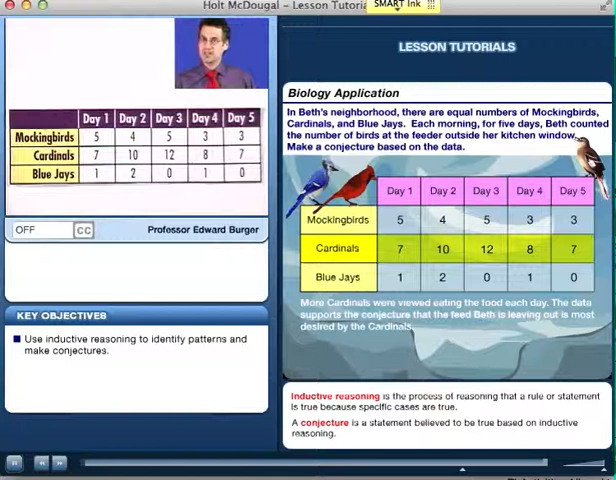 Holt McDougal - Lesson Tutoria
SMART Ink
LESSON TUTORIALS
Day 1 Day 2 Day 3 Day 4 Day 5
Mockingbirds 5 4 5 3 3
Cardinals 7 10 12 8 7
Blue Jays 1 2 0 1 0
OFF CC Professor Edward Burger
KEY OBJECTIVES
Use inductive reasoning to identify patterns and
make conjectures.
Biology Application
In Beth's neighborhood, there are equal numbers of Mockingbirds,
Cardinals, and Blue Jays. Each morning, for five days, Beth counted
the number of birds at the feeder outside her kitchen window.
Make a conjecture based on the data.
Day 1 Day 2 Day 3 Day 4 Day 5
Mockingbirds 5 4 5 3 3
Cardinals 7 10 12 8 7
Blue Jays 1 2 0 1 0
More Cardinals were viewed eating the food each day. The data
supports the conjecture that the feed Beth is leaving out is most
desired by the Cardinals.
Inductive reasoning is the process of reasoning that a rule or statement
is true because specific cases are true.
A conjecture is a statement believed to be true based on inductive
reasoning.